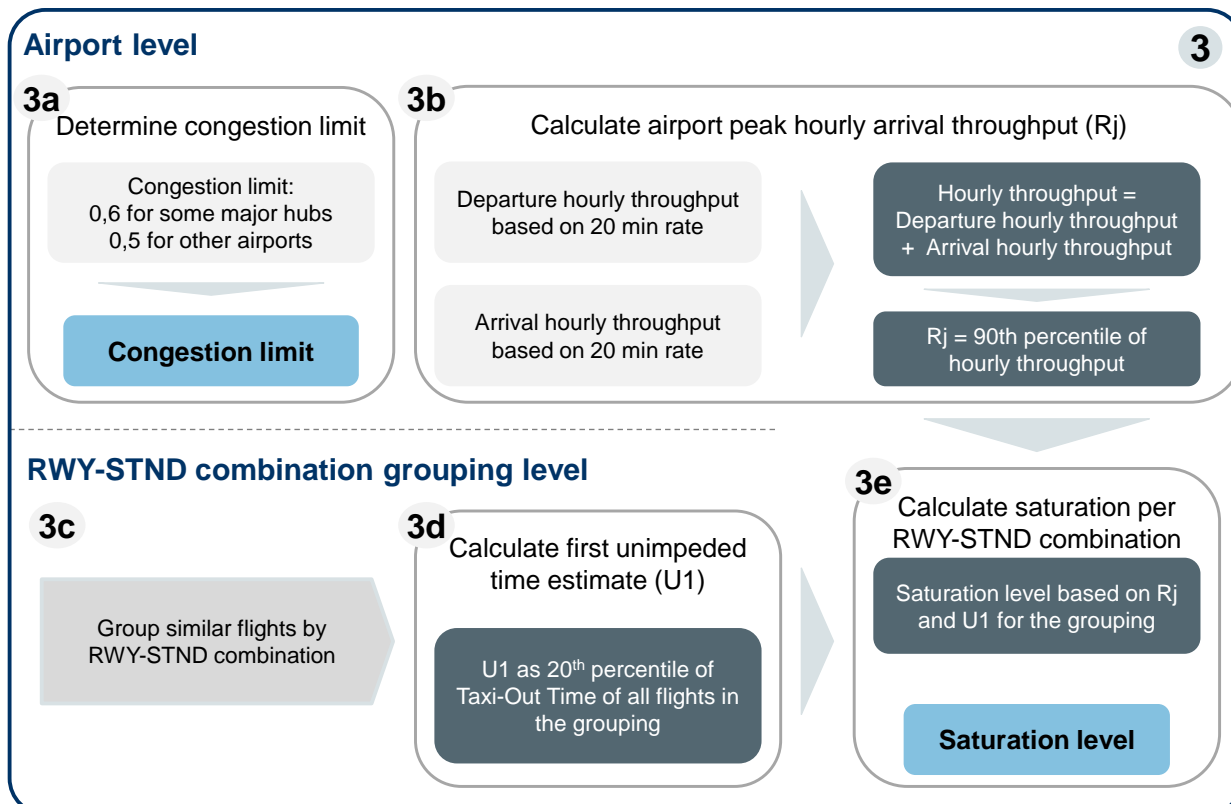 Airport level
3
3a
Determine congestion limit
Congestion limit:
0,6 for some major hubs
0,5 for other airports
Congestion limit
3b
Calculate airport peak hourly arrival throughput (Rj)
Departure hourly throughput
based on 20 min rate
Arrival hourly throughput
based on 20 min rate
Hourly throughput =
Departure hourly throughput
+ Arrival hourly throughput
Rj = 90th percentile of
hourly throughput
RWY-STND combination grouping level
3c
Group similar flights by
RWY-STND combination
3d
Calculate first unimpeded
time estimate (U1)
U1 as 20th percentile of
Taxi-Out Time of all flights in
the grouping
3e
Calculate saturation per
RWY-STND combination
Saturation level based on Rj
and U1 for the grouping
Saturation level